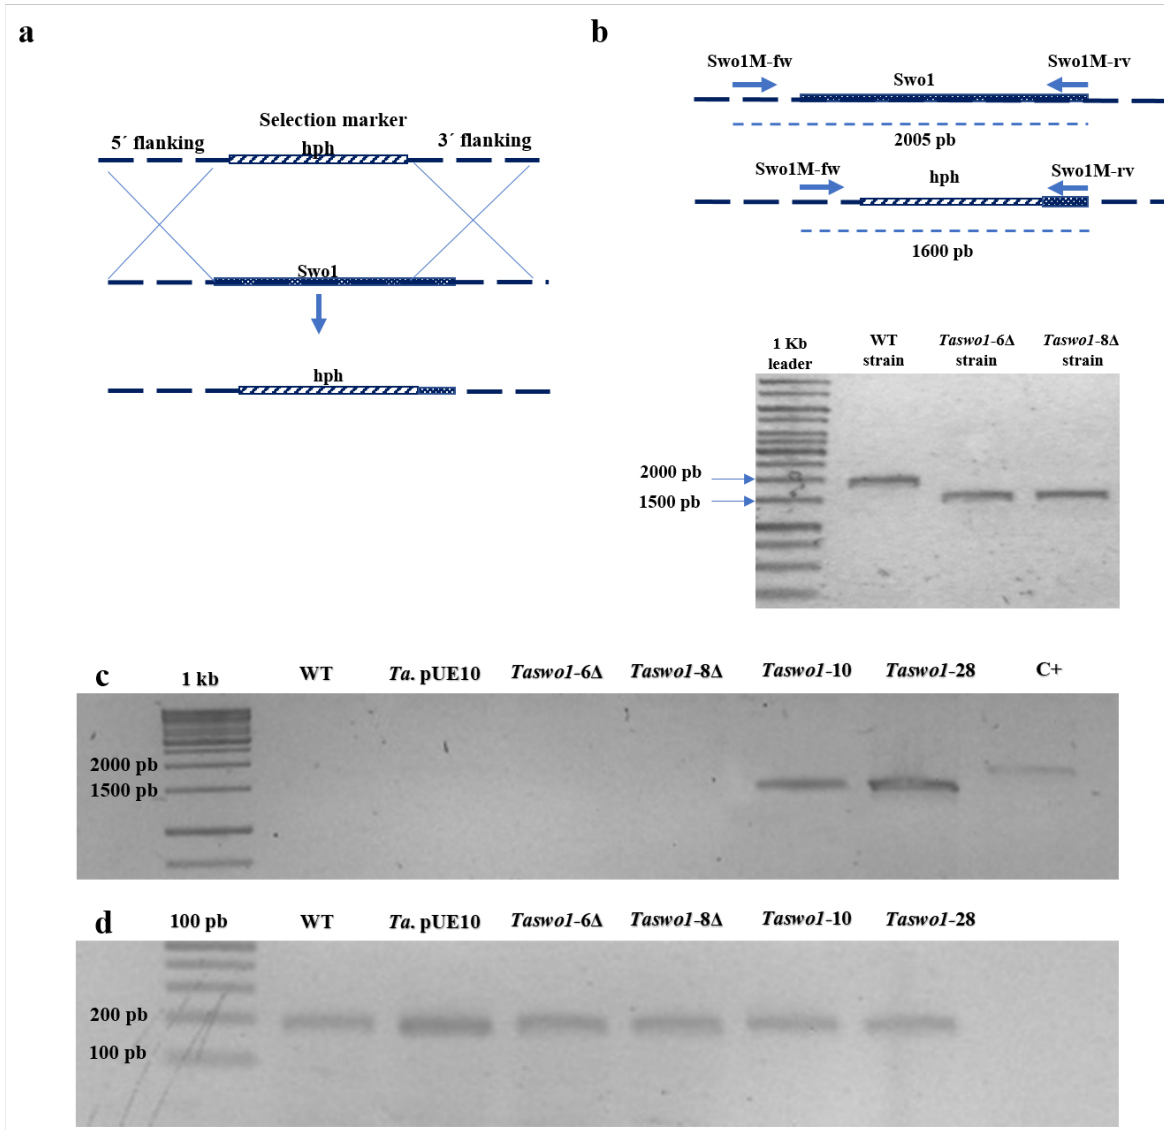 a
Selection marker
5´ flanking
hph
3´ flanking
Swo1
hph
b
Swo1M-fw
Swo1
Swo1M-rv
2005 pb
Swo1M-fw
hph
Swo1M-rv
1600 pb
1 Kb
leader
WT
strain
Taswo1-6Δ
strain
Taswo1-8Δ
strain
2000 pb
1500 pb
c
1 kb
WT
Ta. pUE10
Taswo1-6Δ
Taswo1-8Δ
Taswo1-10
Taswo1-28
C+
2000 pb
1500 pb
d
100 pb
WT
Ta. pUE10
Taswo1-6Δ
Taswo1-8Δ
Taswo1-10
Taswo1-28
200 pb
100 pb